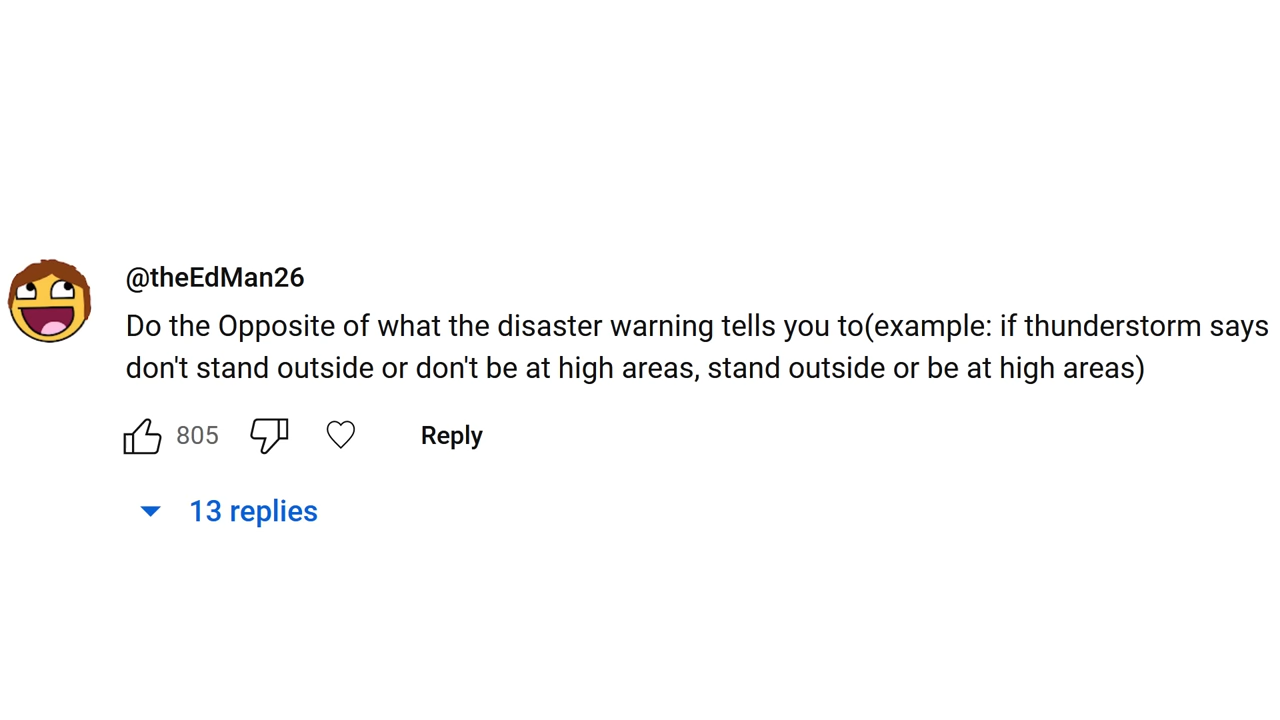 @theEdMan26
Do the Opposite of what the disaster warning tells you to(example: if thunderstorm says
don't stand outside or don't be at high areas, stand outside or be at high areas)
805
Reply
13 replies